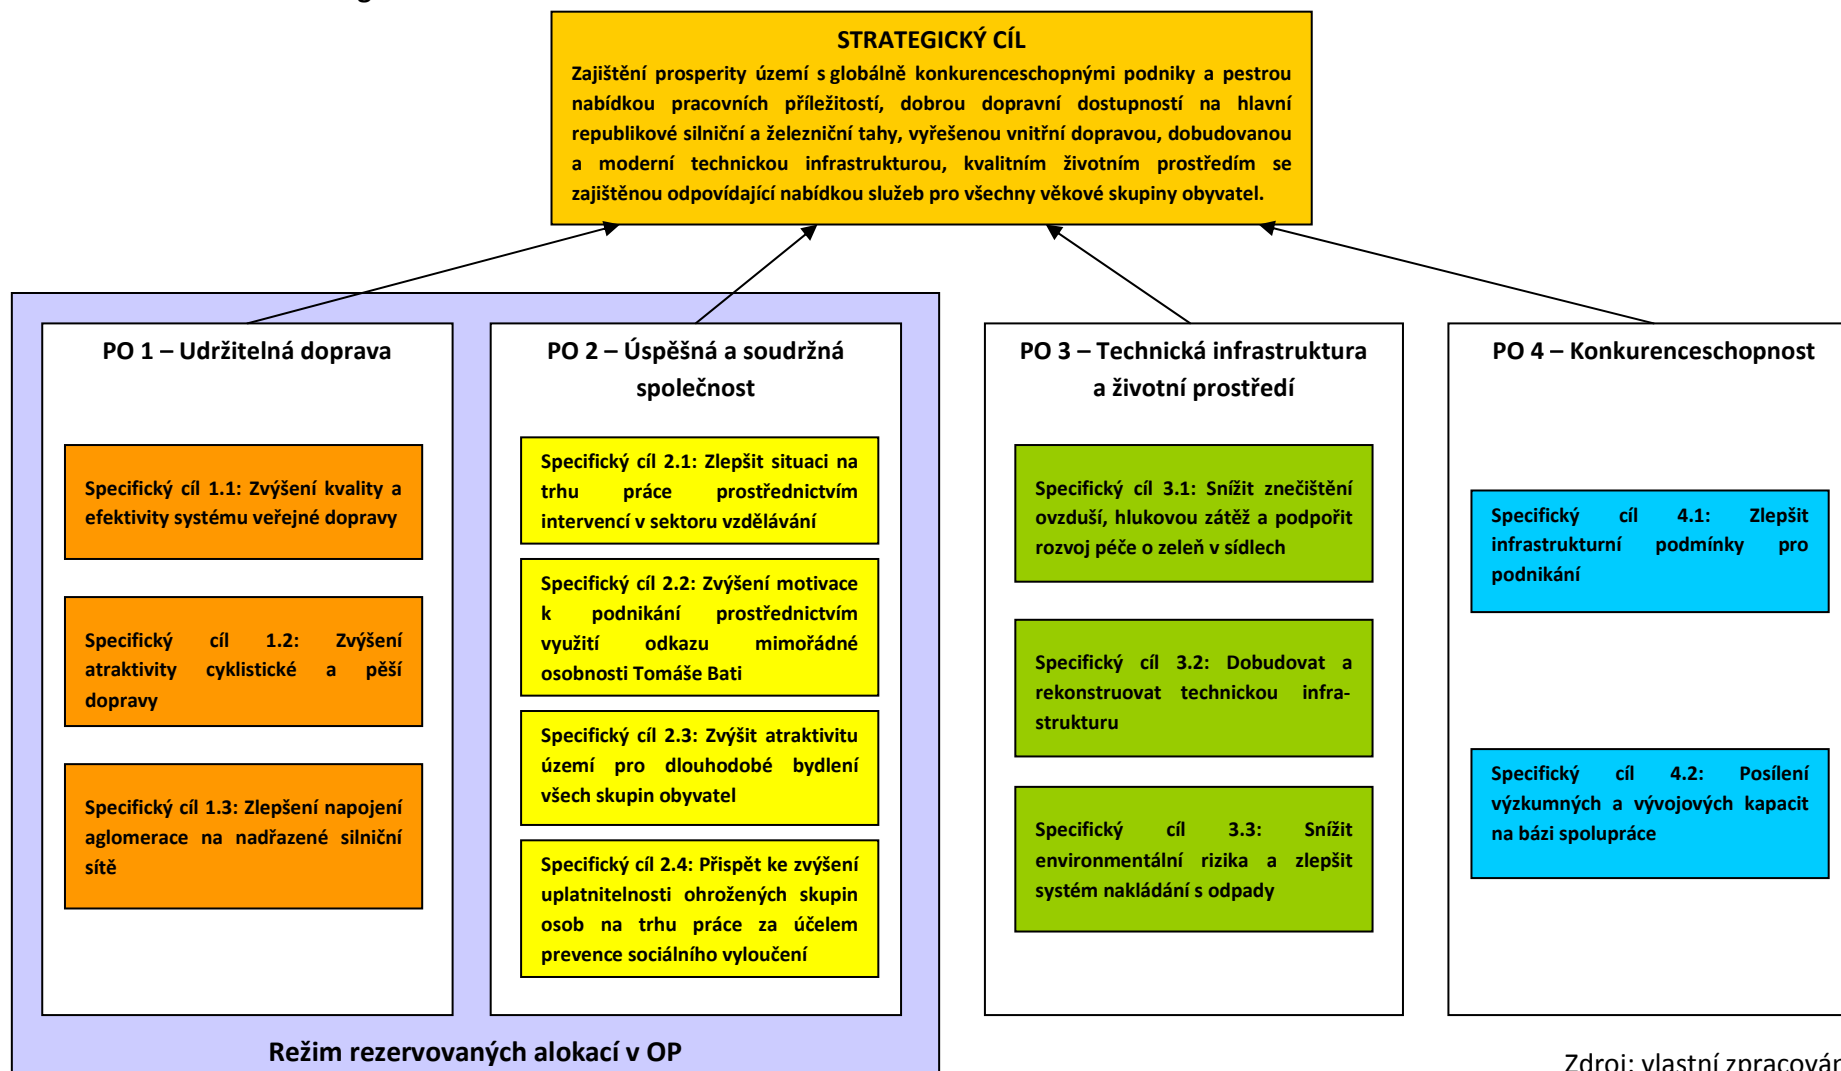 STRATEGICKÝ CÍL
Zajištění prosperity území s globálně konkurenceschopnými podniky a pestrou
nabídkou pracovních příležitostí, dobrou dopravní dostupností na hlavní
republikové silniční a železniční tahy, vyřešenou vnitřní dopravou, dobudovanou
a moderní technickou infrastrukturou, kvalitním životním prostředím se
zajištěnou odpovídající nabídkou služeb pro všechny věkové skupiny obyvatel.
PO 1 – Udržitelná doprava
Specifický cíl 1.1: Zvýšení kvality a
efektivity systému veřejné dopravy
Specifický cíl 1.2: Zvýšení
atraktivity cyklistické a pěší
dopravy
Specifický cíl 1.3: Zlepšení napojení
aglomerace na nadřazené silniční
sítě
PO 2 – Úspěšná a soudržná
společnost
Specifický cíl 2.1: Zlepšit situaci na
trhu práce prostřednictvím
intervencí v sektoru vzdělávání
Specifický cíl 2.2: Zvýšení motivace
k podnikání prostřednictvím
využití odkazu mimořádné
osobnosti Tomáše Bati
Specifický cíl 2.3: Zvýšit atraktivitu
území pro dlouhodobé bydlení
všech skupin obyvatel
Specifický cíl 2.4: Přispět ke zvýšení
uplatnitelnosti ohrožených skupin
osob na trhu práce za účelem
prevence sociálního vyloučení
Režim rezervovaných alokací v OP
PO 3 – Technická infrastruktura
a životní prostředí
Specifický cíl 3.1: Snížit znečištění
ovzduší, hlukovou zátěž a podpořit
rozvoj péče o zeleň v sídlech
Specifický cíl 3.2: Dobudovat a
rekonstruovat technickou infra-
strukturu
Specifický cíl 3.3: Snížit
environmentální rizika a zlepšit
systém nakládání s odpady
PO 4 – Konkurenceschopnost
Specifický cíl 4.1: Zlepšit
infrastrukturní podmínky pro
podnikání
Specifický cíl 4.2: Posílení
výzkumných a vývojových kapacit
na bázi spolupráce
Zdroj: vlastní zpracován